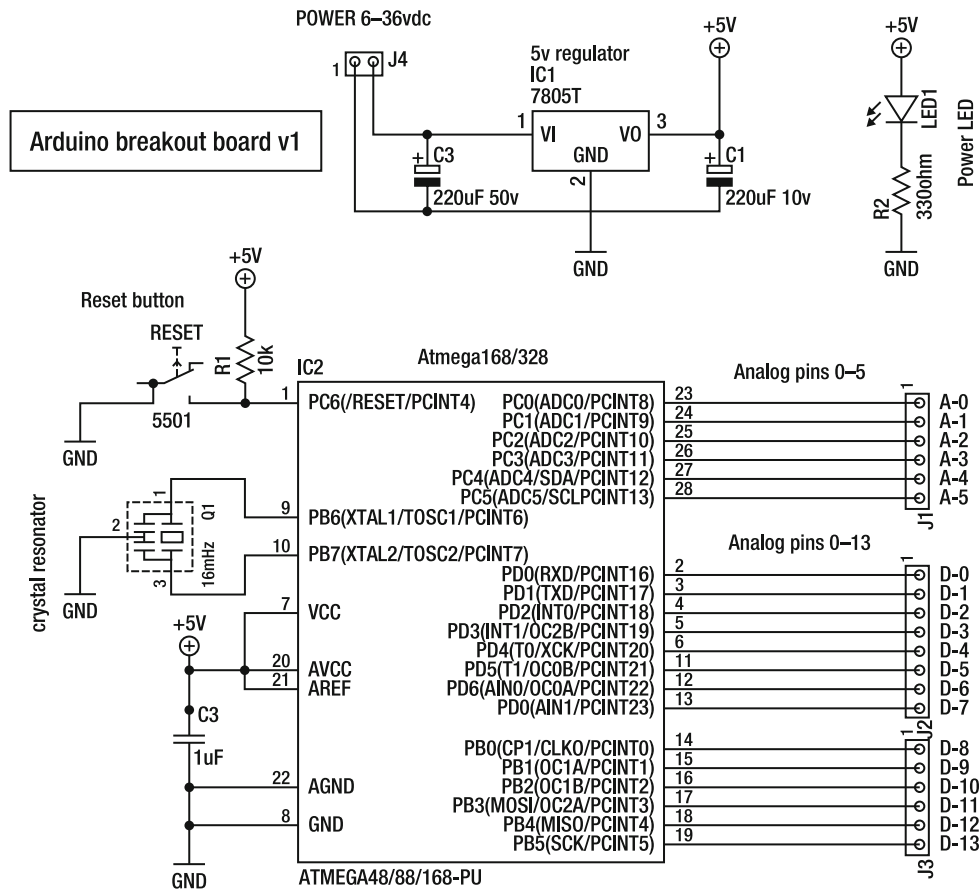 POWER 6–36vdc
1
J4
5v regulator
IC1
7805T
1
VI
VO
3
GND
2
+
C3
220uF 50v
+
C1
220uF 10v
+5V
GND
+5V
LED1
Power LED
R2
330ohm
GND
Arduino breakout board v1
Reset button
RESET
5501
GND
+5V
R1
10k
IC2
Atmega168/328
1
PC6(/RESET/PCINT4)
crystal resonator
1
2
3
Q1
16mHz
GND
9
PB6(XTAL1/TOSC1/PCINT6)
10
PB7(XTAL2/TOSC2/PCINT7)
7
VCC
+5V
20
AVCC
21
AREF
C3
1uF
22
AGND
8
GND
GND
ATMEGA48/88/168-PU
Analog pins 0–5
1
PC0(ADC0/PCINT8) 23 A-0
PC1(ADC1/PCINT9) 24 A-1
PC2(ADC2/PCINT10) 25 A-2
PC3(ADC3/PCINT11) 26 A-3
PC4(ADC4/SDA/PCINT12) 27 A-4
PC5(ADC5/SCLPCINT13) 28 A-5
J1
Analog pins 0–13
1
PD0(RXD/PCINT16) 2 D-0
PD1(TXD/PCINT17) 3 D-1
PD2(INT0/PCINT18) 4 D-2
PD3(INT1/OC2B/PCINT19) 5 D-3
PD4(T0/XCK/PCINT20) 6 D-4
PD5(T1/OC0B/PCINT21) 11 D-5
PD6(AIN0/OC0A/PCINT22) 12 D-6
PD0(AIN1/PCINT23) 13 D-7
J2
1
PB0(CP1/CLKO/PCINT0) 14 D-8
PB1(OC1A/PCINT1) 15 D-9
PB2(OC1B/PCINT2) 16 D-10
PB3(MOSI/OC2A/PCINT3) 17 D-11
PB4(MISO/PCINT4) 18 D-12
PB5(SCK/PCINT5) 19 D-13
J3